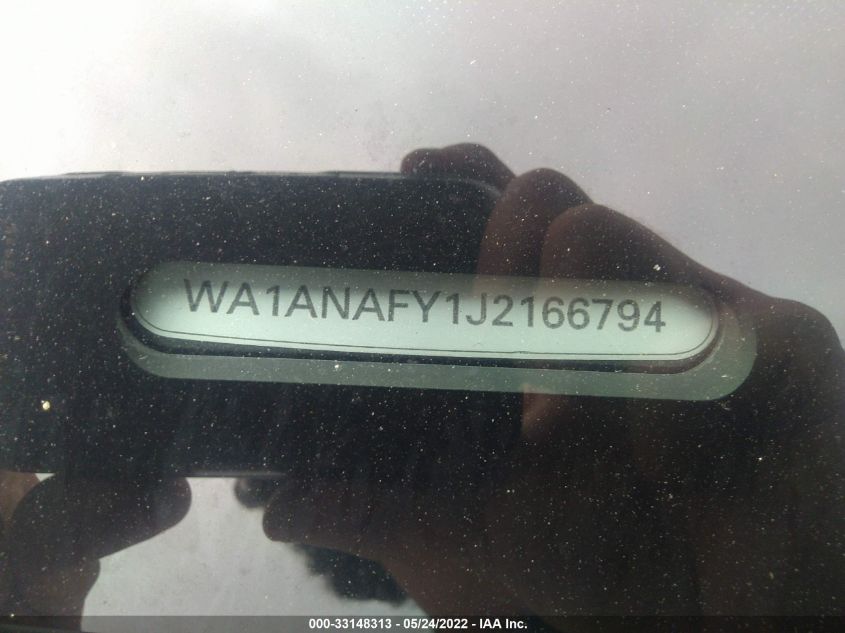 WA1ANAFY1J2166794
000-33148313 - 05/24/2022 - IAA Inc.